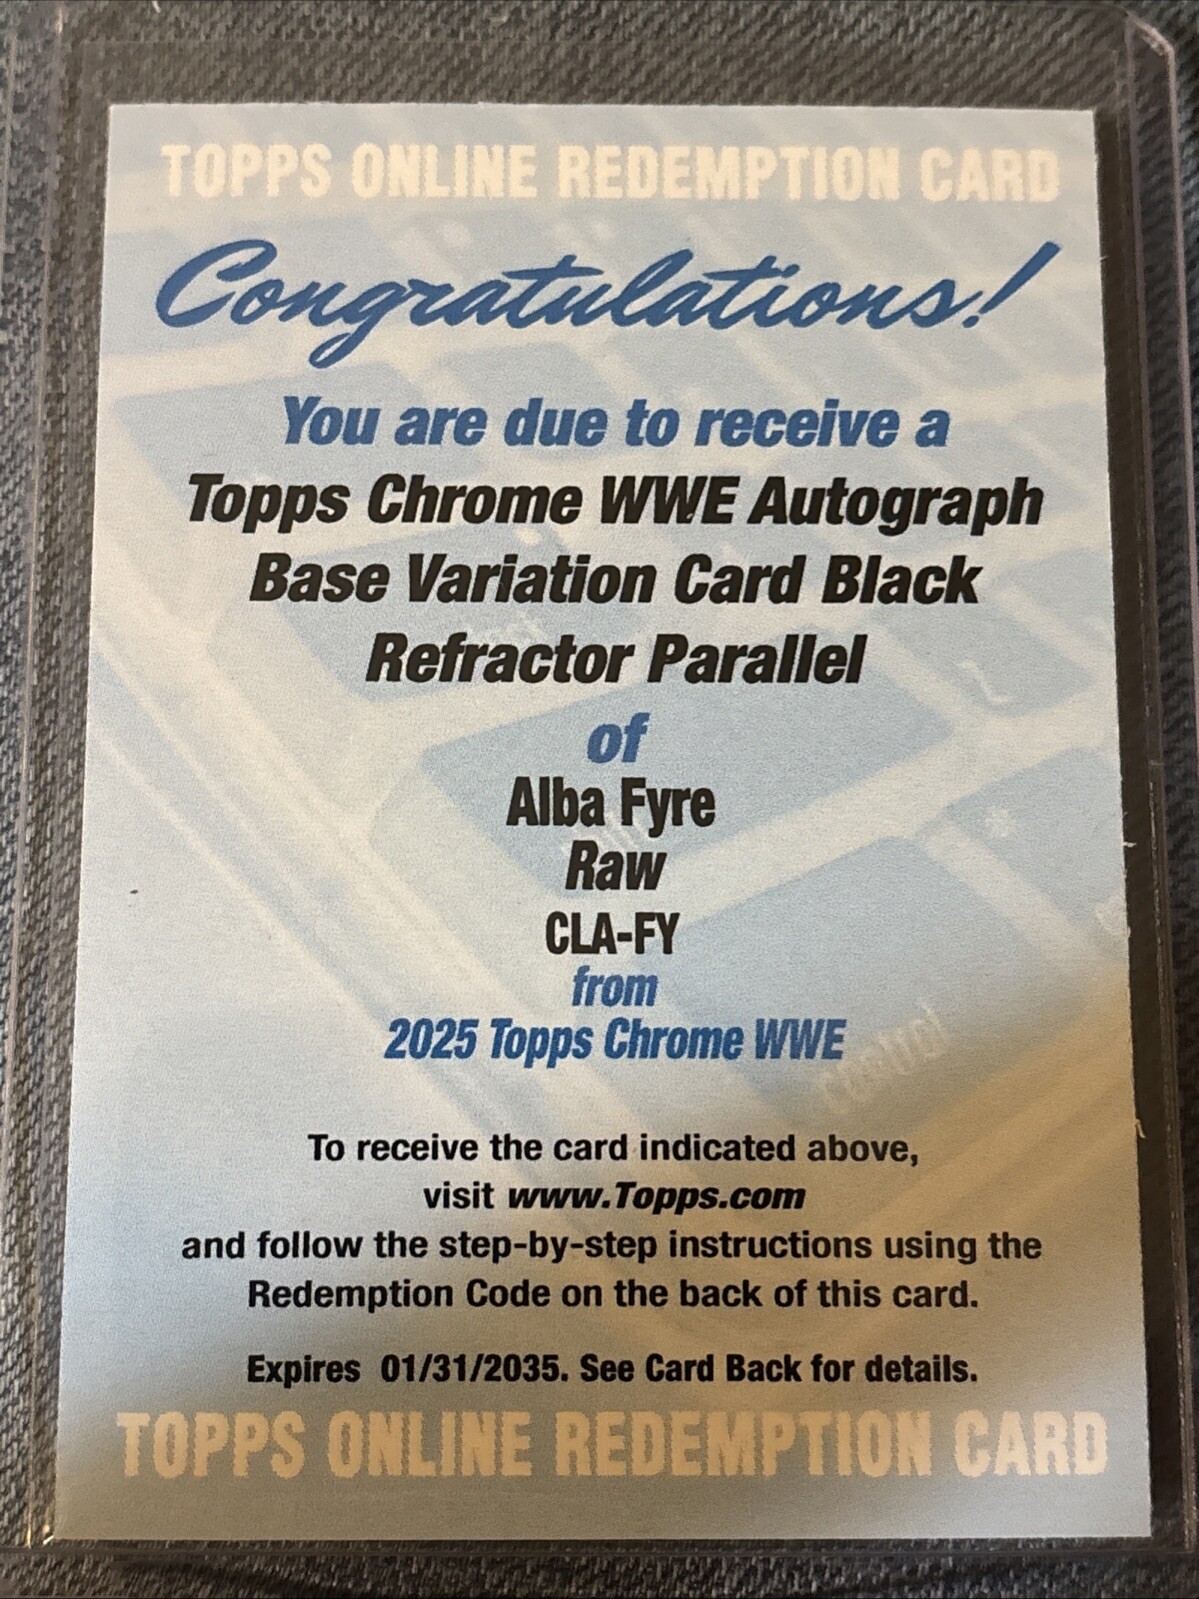 TOPPS ONLINE REDEMPTION CARD
Congratulations!
You are due to receive a
Topps Chrome WWE Autograph
Base Variation Card Black
Refractor Parallel
of
Alba Fyre
Raw
CLA-FY
from
2025 Topps Chrome WWE
To receive the card indicated above,
visit www.Topps.com
and follow the step-by-step instructions using the
Redemption Code on the back of this card.
Expires 01/31/2035. See Card Back for details.
TOPPS ONLINE REDEMPTION CARD